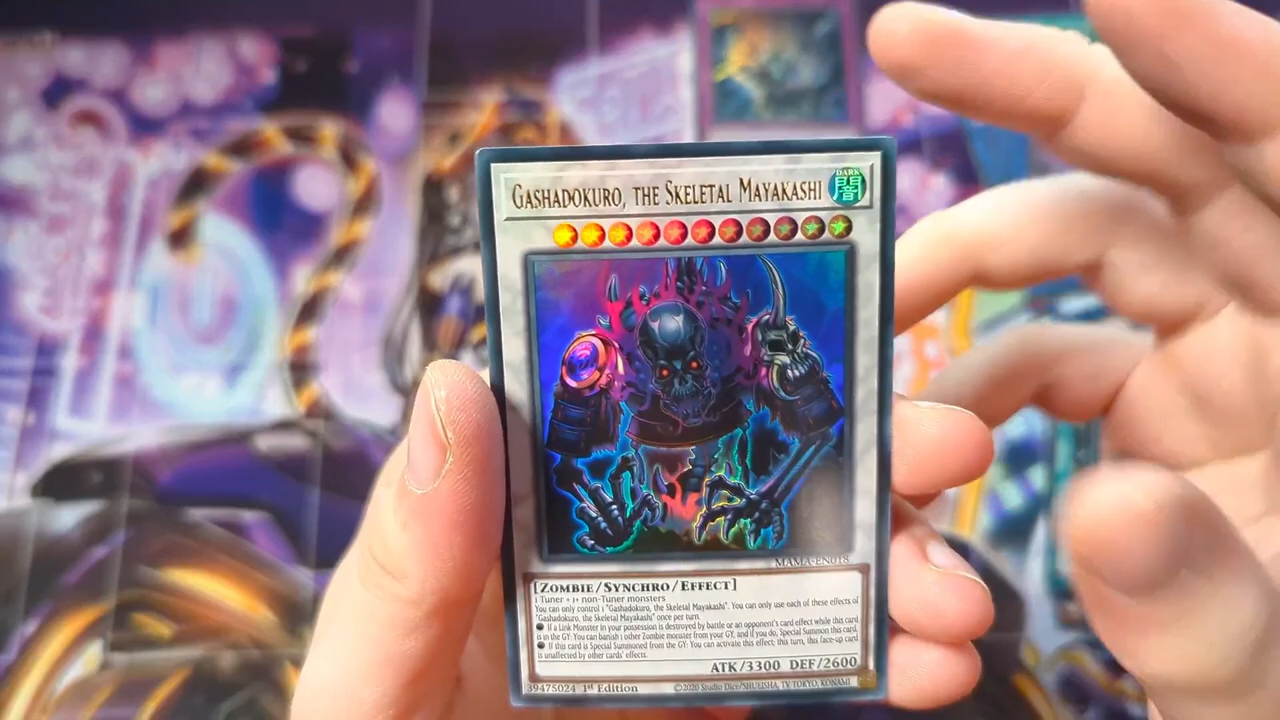 GASHADOKURO, THE SKELETAL MAYAKASHI
DARK
闇
MAMA-EN018
[ZOMBIE/SYNCHRO/EFFECT]
1 Tuner + 1+ non-Tuner monsters
You can only control 1 "Gashadokuro, the Skeletal Mayakashi". You can only use each of these effects of
"Gashadokuro, the Skeletal Mayakashi" once per turn.
● If a Link Monster in your possession is destroyed by battle or an opponent's card effect while this card
is in the GY: You can banish 1 other Zombie monster from your GY, and if you do, Special Summon this card.
● If this card is Special Summoned from the GY: You can activate this effect; this turn, this face-up card
is unaffected by other cards' effects.
ATK/3300 DEF/2600
39475024 1st Edition ©2020 Studio Dice/SHUEISHA, TV TOKYO, KONAMI